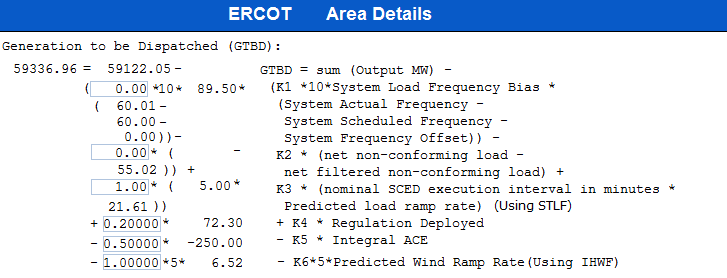 ERCOT Area Details
Generation to be Dispatched (GTBD):
59336.96 = 59122.05 - GTBD = sum (Output MW) -
( 0.00 *10* 89.50* (K1 *10*System Load Frequency Bias *
( 60.01 - (System Actual Frequency -
60.00 - System Scheduled Frequency -
0.00))- System Frequency Offset)) -
0.00* ( - K2 * (net non-conforming load -
55.02 )) + net filtered non-conforming load) +
1.00* ( 5.00* K3 * (nominal SCED execution interval in minutes *
21.61 )) Predicted load ramp rate) (Using STLF)
+ 0.20000* 72.30 + K4 * Regulation Deployed
- 0.50000* -250.00 - K5 * Integral ACE
- 1.00000*5* 6.52 - K6*5*Predicted Wind Ramp Rate(Using IHWF)